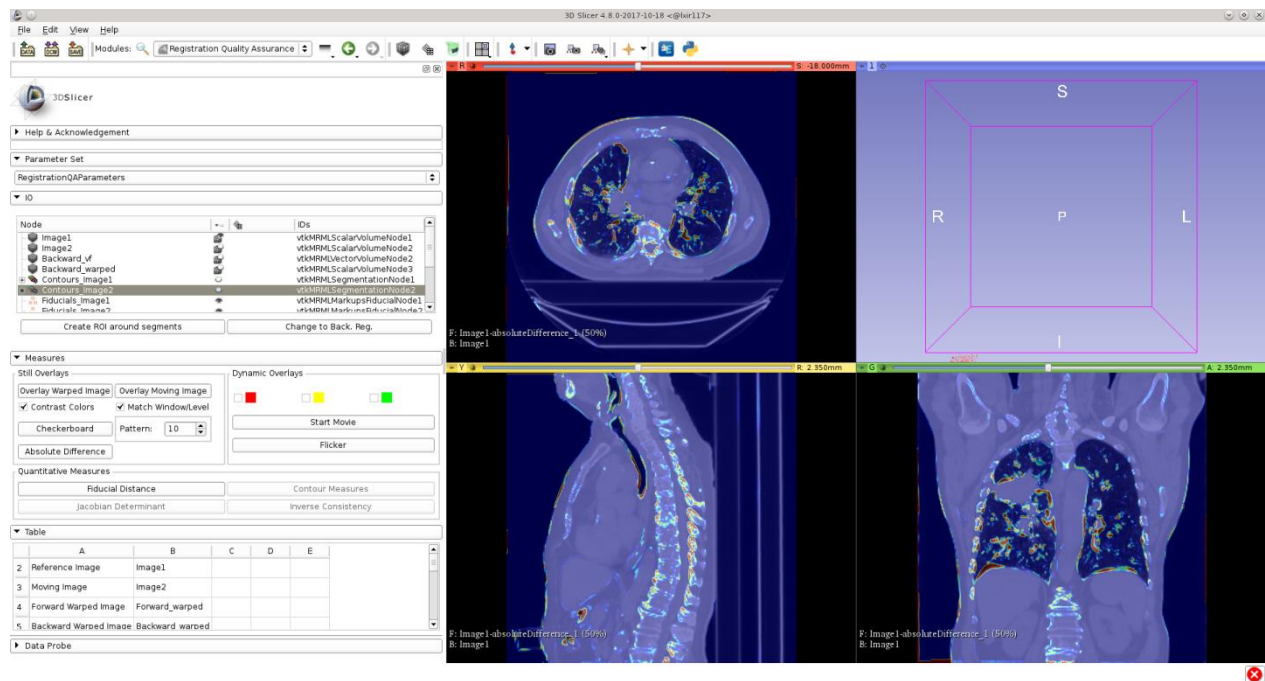 3D Slicer 4.8.0-2017-10-18 <@lxir117>
File Edit View Help
DATA DCM SAVE Modules: Registration Quality Assurance
3DSlicer
Help & Acknowledgement
Parameter Set
RegistrationQAParameters
IO
Node IDs
Image1 vtkMRMLScalarVolumeNode1
Image2 vtkMRMLScalarVolumeNode2
Backward_vf vtkMRMLVectorVolumeNode2
Backward_warped vtkMRMLScalarVolumeNode3
Contours_Image1 vtkMRMLSegmentationNode1
Contours_Image2 vtkMRMLSegmentationNode2
Fiducials_Image1 vtkMRMLMarkupsFiducialNode1
Fiducials_Image2 vtkMRMLMarkupsFiducialNode2
Create ROI around segments Change to Back. Reg.
Measures
Still Overlays Dynamic Overlays
Overlay Warped Image Overlay Moving Image
Contrast Colors Match Window/Level
Checkerboard Pattern: 10
Start Movie
Absolute Difference
Flicker
Quantitative Measures
Fiducial Distance Contour Measures
Jacobian Determinant Inverse Consistency
Table
A B C D E
2 Reference Image Image1
3 Moving Image Image2
4 Forward Warped Image Forward_warped
5 Backward Warped Image Backward_warped
Data Probe
R S: -18.000mm
F: Image1-absoluteDifference_1 (50%)
B: Image1
1
S
R P L
I
Y R: 2.350mm
F: Image1-absoluteDifference_1 (50%)
B: Image1
G A: 2.350mm
F: Image1-absoluteDifference_1 (50%)
B: Image1